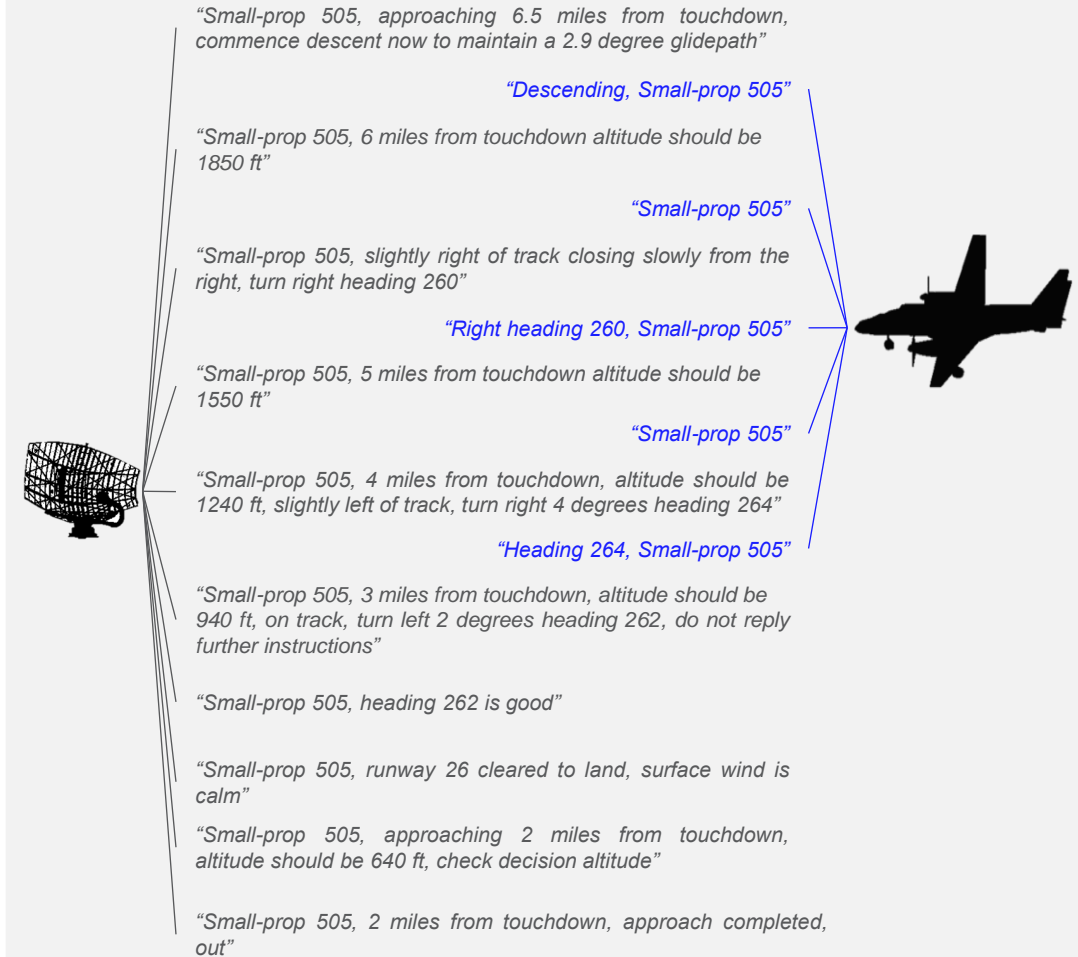 “Small-prop 505, approaching 6.5 miles from touchdown,
commence descent now to maintain a 2.9 degree glidepath”
“Descending, Small-prop 505”
“Small-prop 505, 6 miles from touchdown altitude should be
1850 ft”
“Small-prop 505”
“Small-prop 505, slightly right of track closing slowly from the
right, turn right heading 260”
“Right heading 260, Small-prop 505”
“Small-prop 505, 5 miles from touchdown altitude should be
1550 ft”
“Small-prop 505”
“Small-prop 505, 4 miles from touchdown, altitude should be
1240 ft, slightly left of track, turn right 4 degrees heading 264”
“Heading 264, Small-prop 505”
“Small-prop 505, 3 miles from touchdown, altitude should be
940 ft, on track, turn left 2 degrees heading 262, do not reply
further instructions”
“Small-prop 505, heading 262 is good”
“Small-prop 505, runway 26 cleared to land, surface wind is
calm”
“Small-prop 505, approaching 2 miles from touchdown,
altitude should be 640 ft, check decision altitude”
“Small-prop 505, 2 miles from touchdown, approach completed,
out”